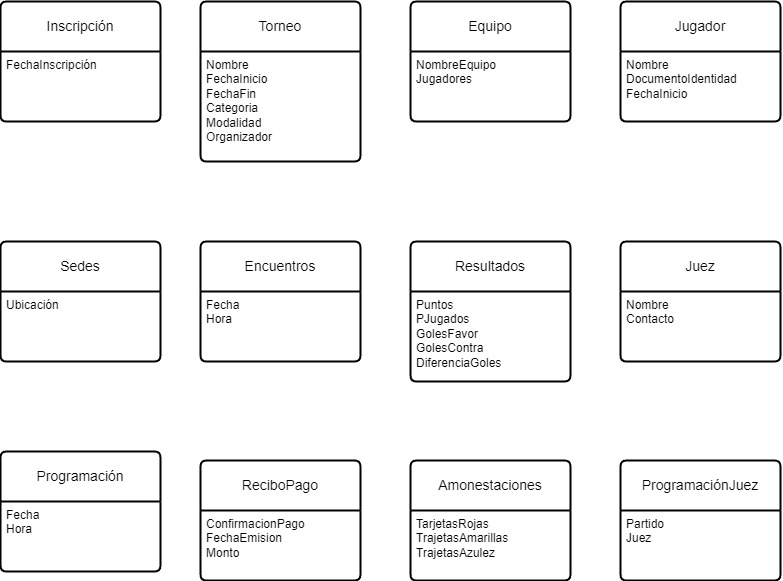 Inscripción
FechaInscripción
Torneo
Nombre
FechaInicio
FechaFin
Categoria
Modalidad
Organizador
Equipo
NombreEquipo
Jugadores
Jugador
Nombre
DocumentoIdentidad
FechaInicio
Sedes
Ubicación
Encuentros
Fecha
Hora
Resultados
Puntos
PJugados
GolesFavor
GolesContra
DiferenciaGoles
Juez
Nombre
Contacto
Programación
Fecha
Hora
ReciboPago
ConfirmacionPago
FechaEmision
Monto
Amonestaciones
TarjetasRojas
TrajetasAmarillas
TrajetasAzulez
ProgramaciónJuez
Partido
Juez